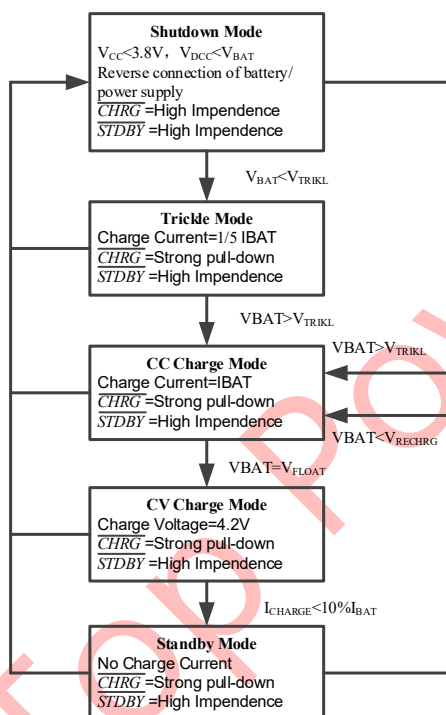 Shutdown Mode
VCC<3.8V，VDCC<VBAT
Reverse connection of battery/
power supply
CHRG =High Impendence
STDBY =High Impendence
VBAT<VTRIKL
Trickle Mode
Charge Current=1/5 IBAT
CHRG =Strong pull-down
STDBY =High Impendence
VBAT>VTRIKL
VBAT>VTRIKL
CC Charge Mode
Charge Current=IBAT
CHRG =Strong pull-down
STDBY =High Impendence
VBAT<VRECHRG
VBAT=VFLOAT
CV Charge Mode
Charge Voltage=4.2V
CHRG =Strong pull-down
STDBY =High Impendence
ICHARGE<10%IBAT
Standby Mode
No Charge Current
CHRG =Strong pull-down
STDBY =High Impendence
Top Pow